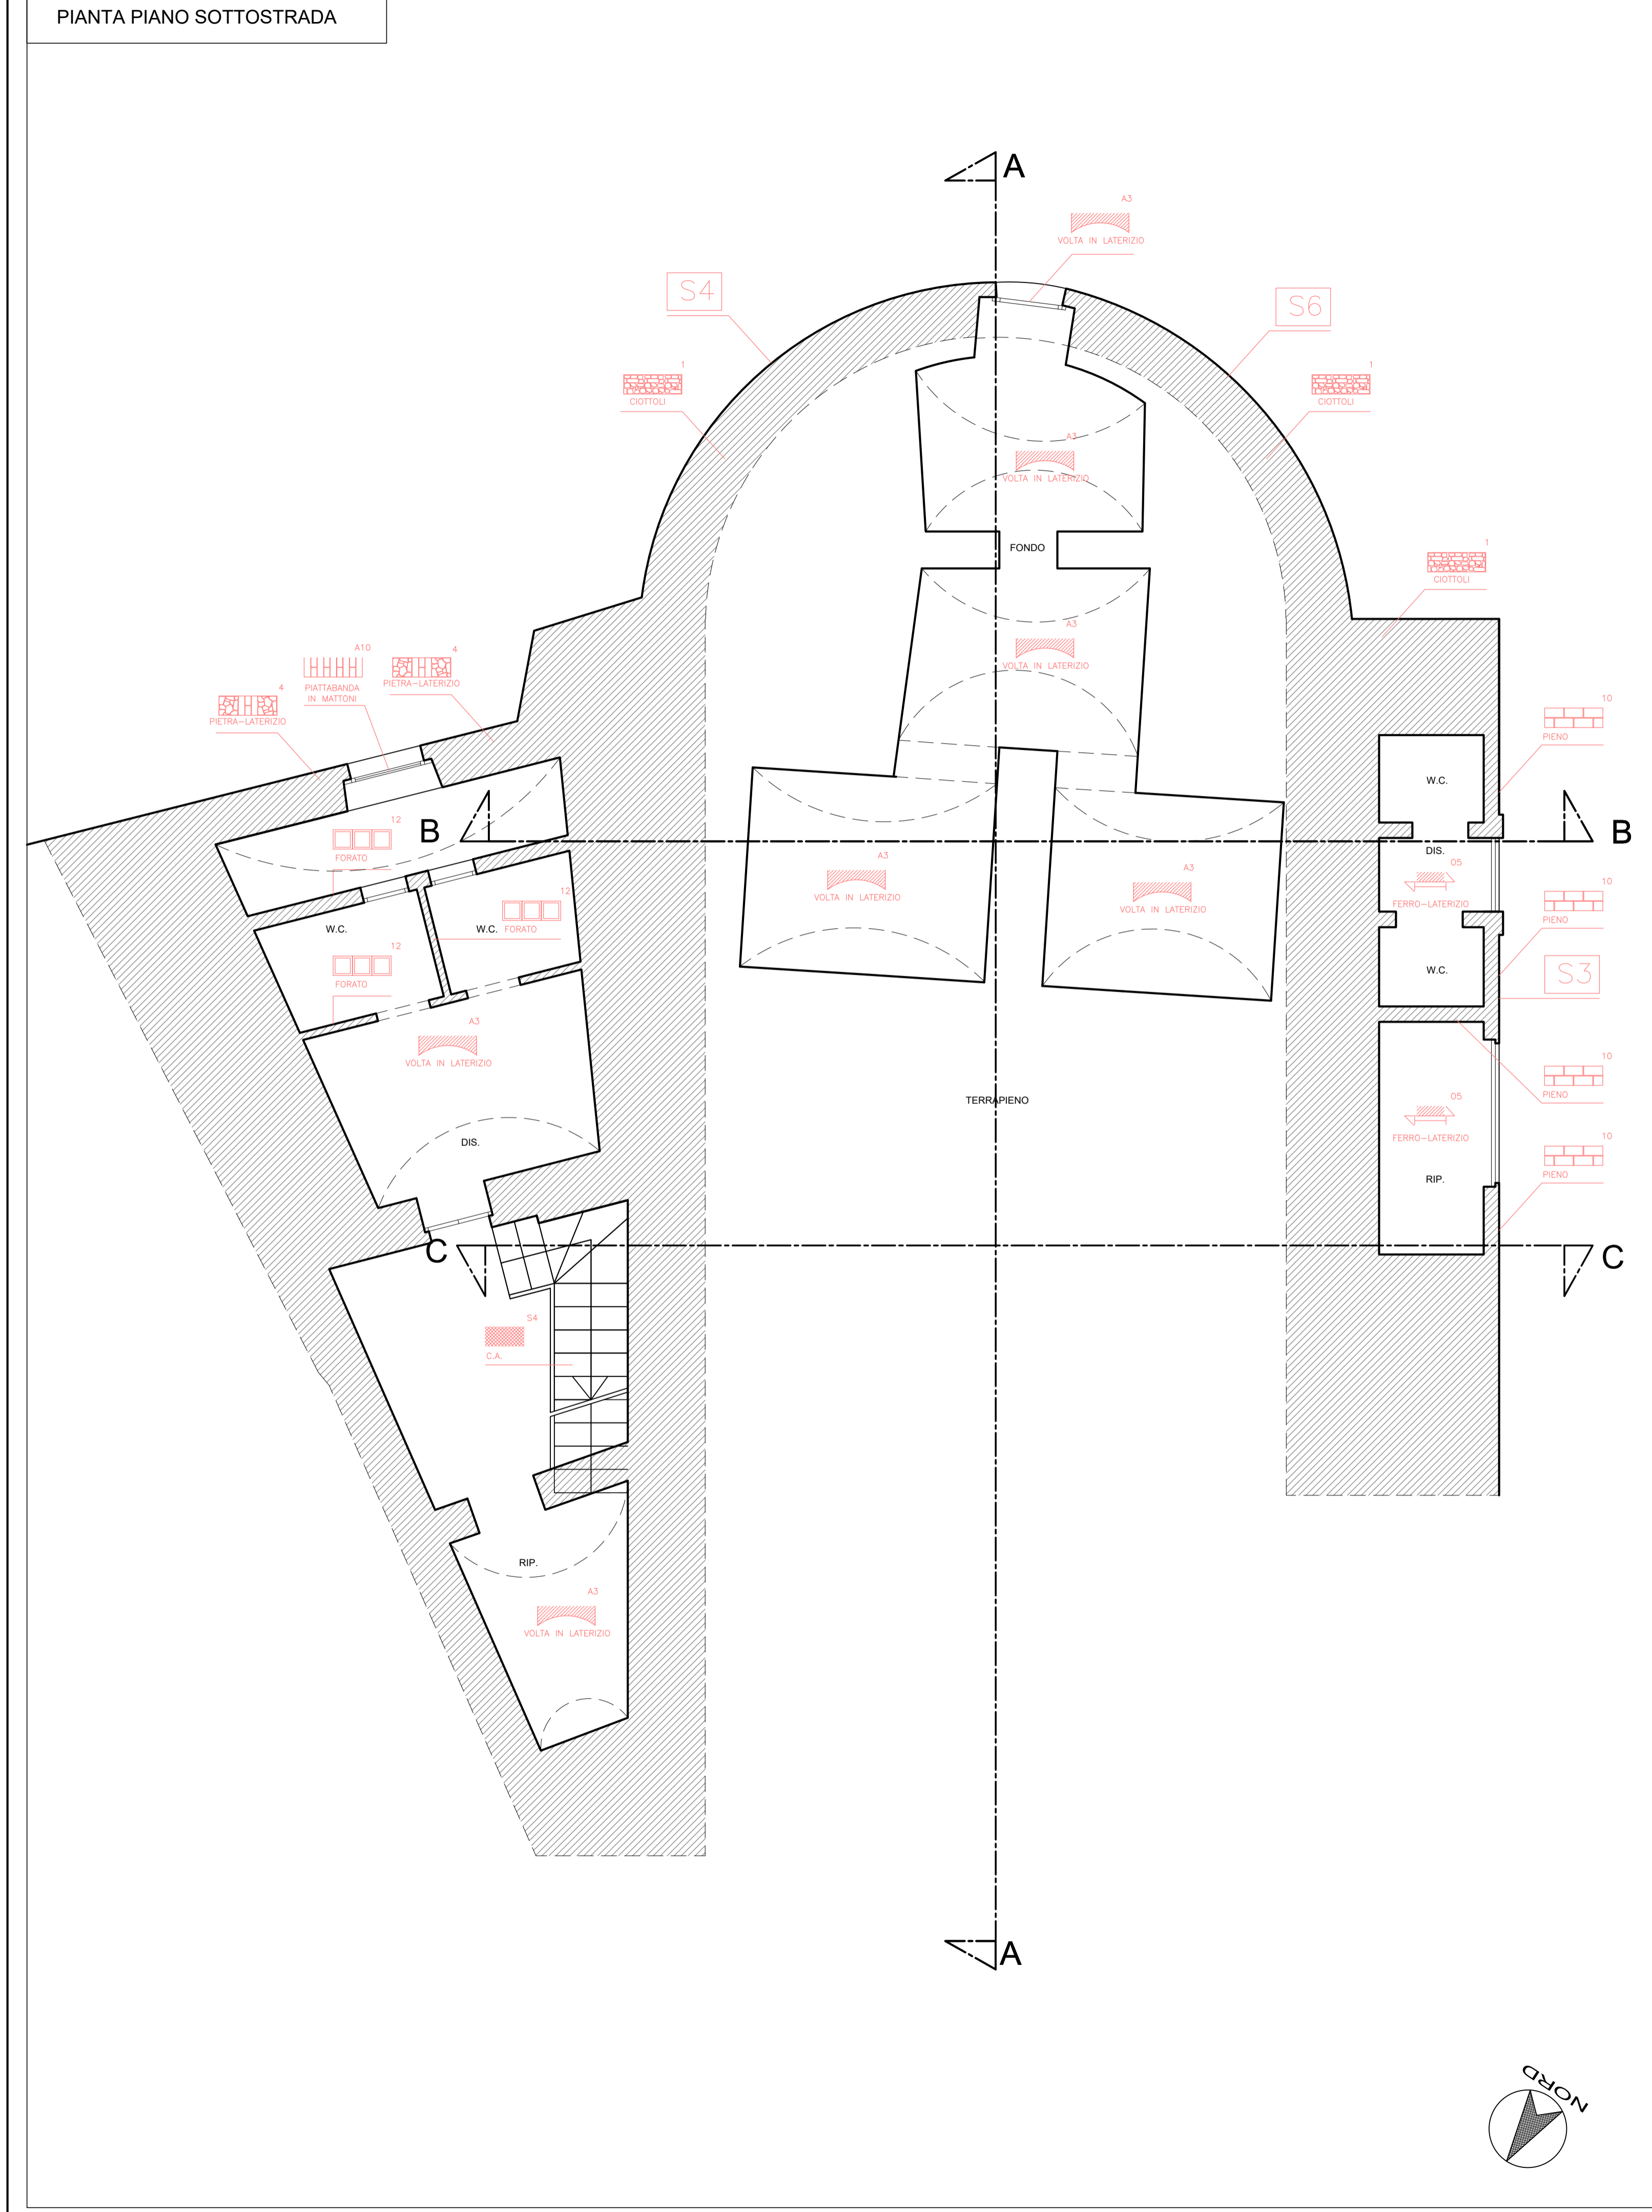 PIANTA PIANO SOTTOSTRADA
A
A3
VOLTA IN LATERIZIO
S4
S6
1
CIOTTOLI
1
CIOTTOLI
A3
VOLTA IN LATERIZIO
FONDO
1
CIOTTOLI
A3
VOLTA IN LATERIZIO
A10
PIATTABANDA
IN MATTONI
4
PIETRA-LATERIZIO
4
PIETRA-LATERIZIO
10
PIENO
W.C.
12
FORATO
B
B
DIS.
05
FERRO-LATERIZIO
A3
VOLTA IN LATERIZIO
A3
VOLTA IN LATERIZIO
10
PIENO
12
W.C.
W.C.
FORATO
12
FORATO
W.C.
S3
A3
VOLTA IN LATERIZIO
10
PIENO
TERRAPIENO
05
FERRO-LATERIZIO
DIS.
10
PIENO
RIP.
C
C
S4
C.A.
RIP.
A3
VOLTA IN LATERIZIO
A
NORD